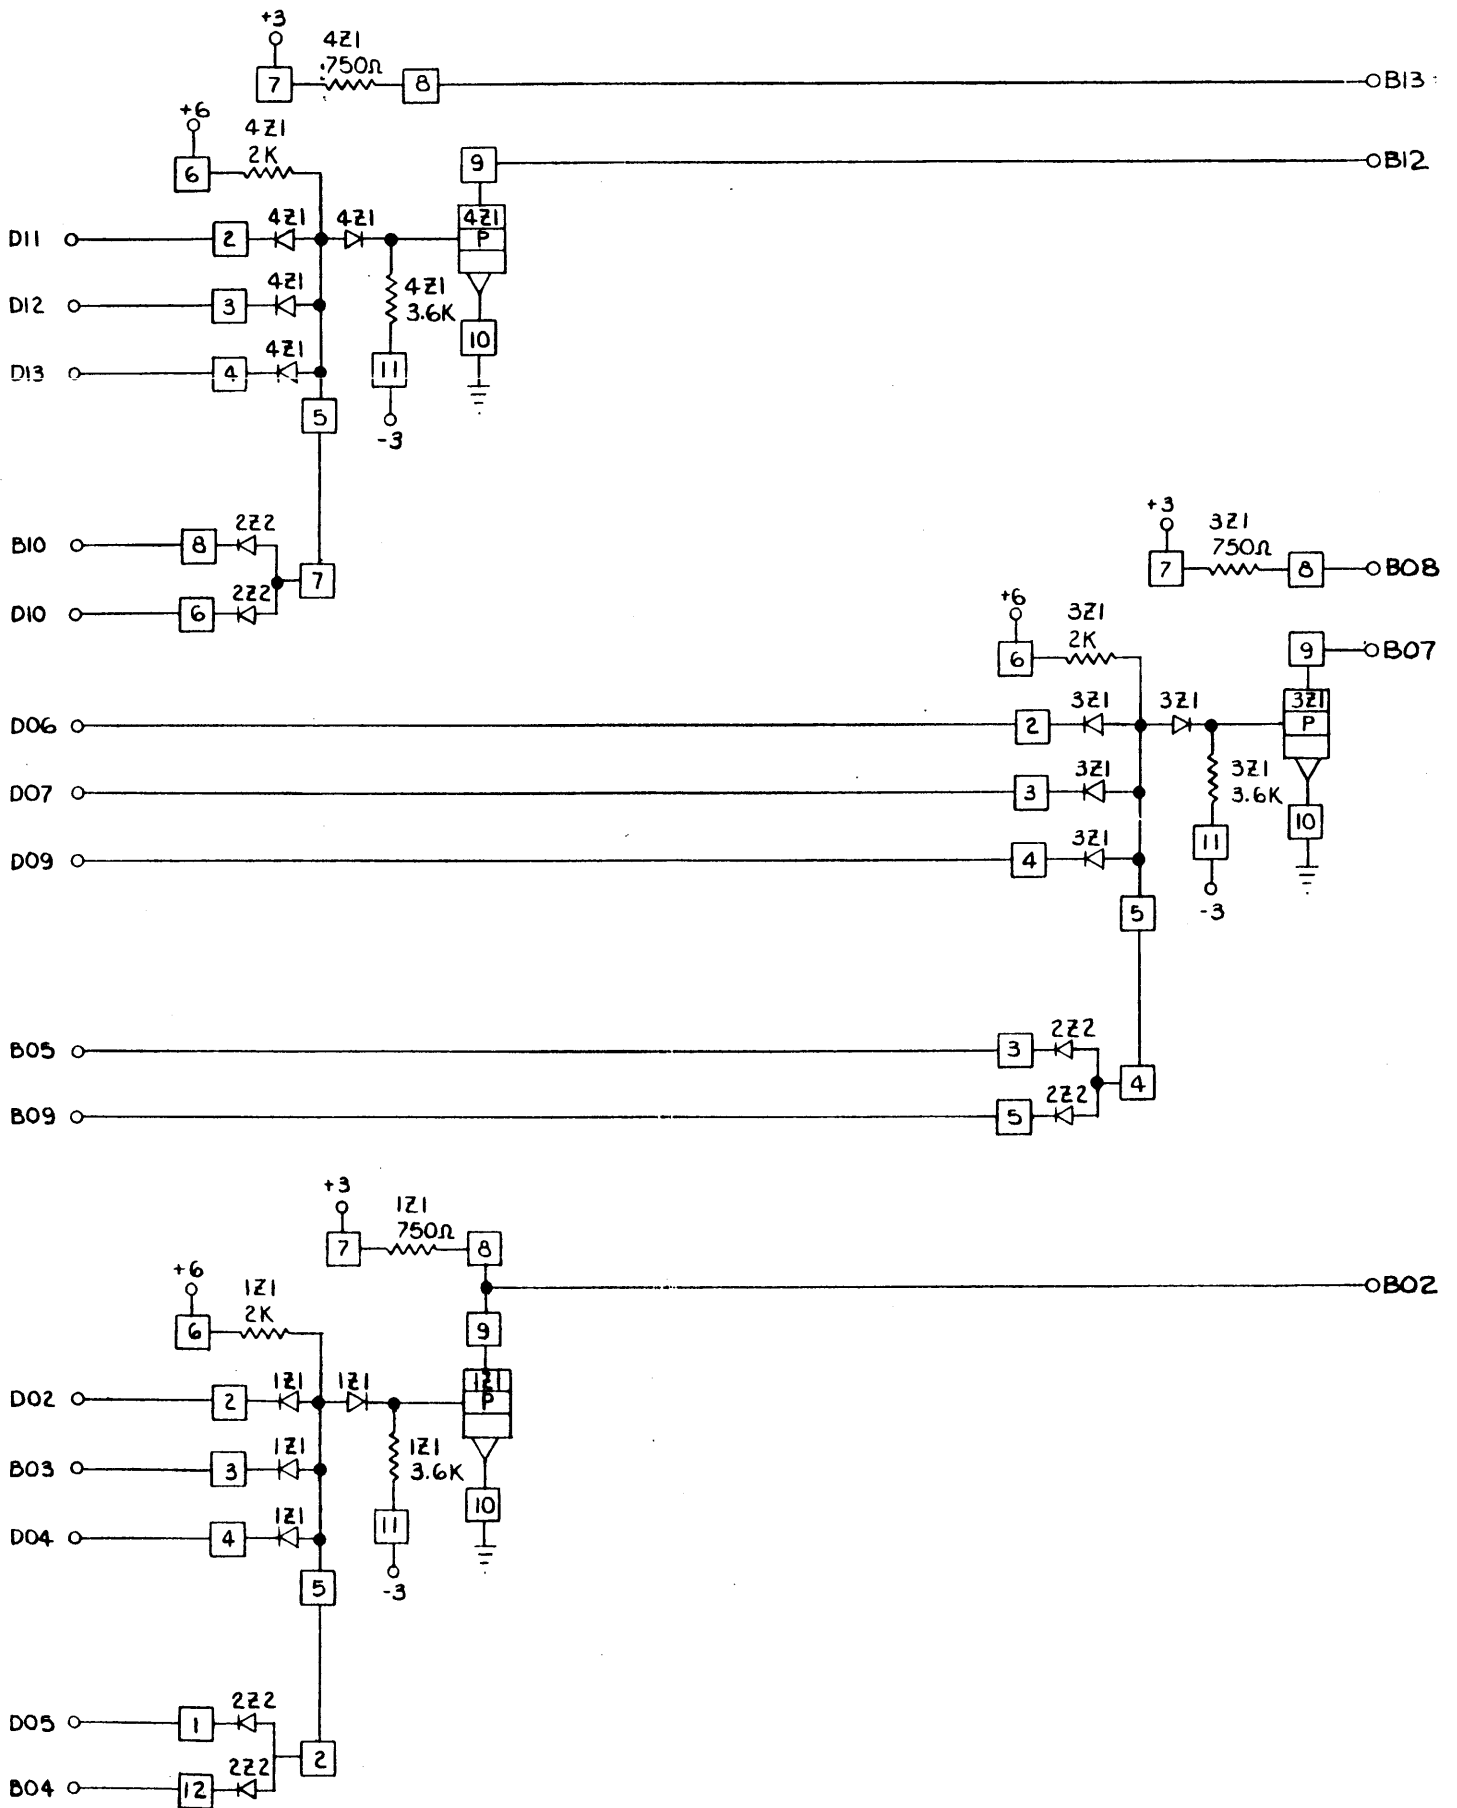 +3
4Z1
750Ω
7
8
B13
+6
4Z1
2K
6
9
B12
D11
2
4Z1
4Z1
4Z1
P
D12
3
4Z1
4Z1
3.6K
10
D13
4
4Z1
11
5
-3
B10
8
2Z2
7
D10
6
2Z2
+3
3Z1
750Ω
7
8
B08
+6
3Z1
2K
6
9
B07
D06
2
3Z1
3Z1
3Z1
P
D07
3
3Z1
3Z1
3.6K
10
D09
4
3Z1
11
5
-3
B05
3
2Z2
4
B09
5
2Z2
+3
1Z1
750Ω
7
8
B02
+6
1Z1
2K
6
9
D02
2
1Z1
1Z1
1Z1
P
B03
3
1Z1
1Z1
3.6K
10
D04
4
1Z1
11
5
-3
D05
1
2Z2
2
B04
12
2Z2